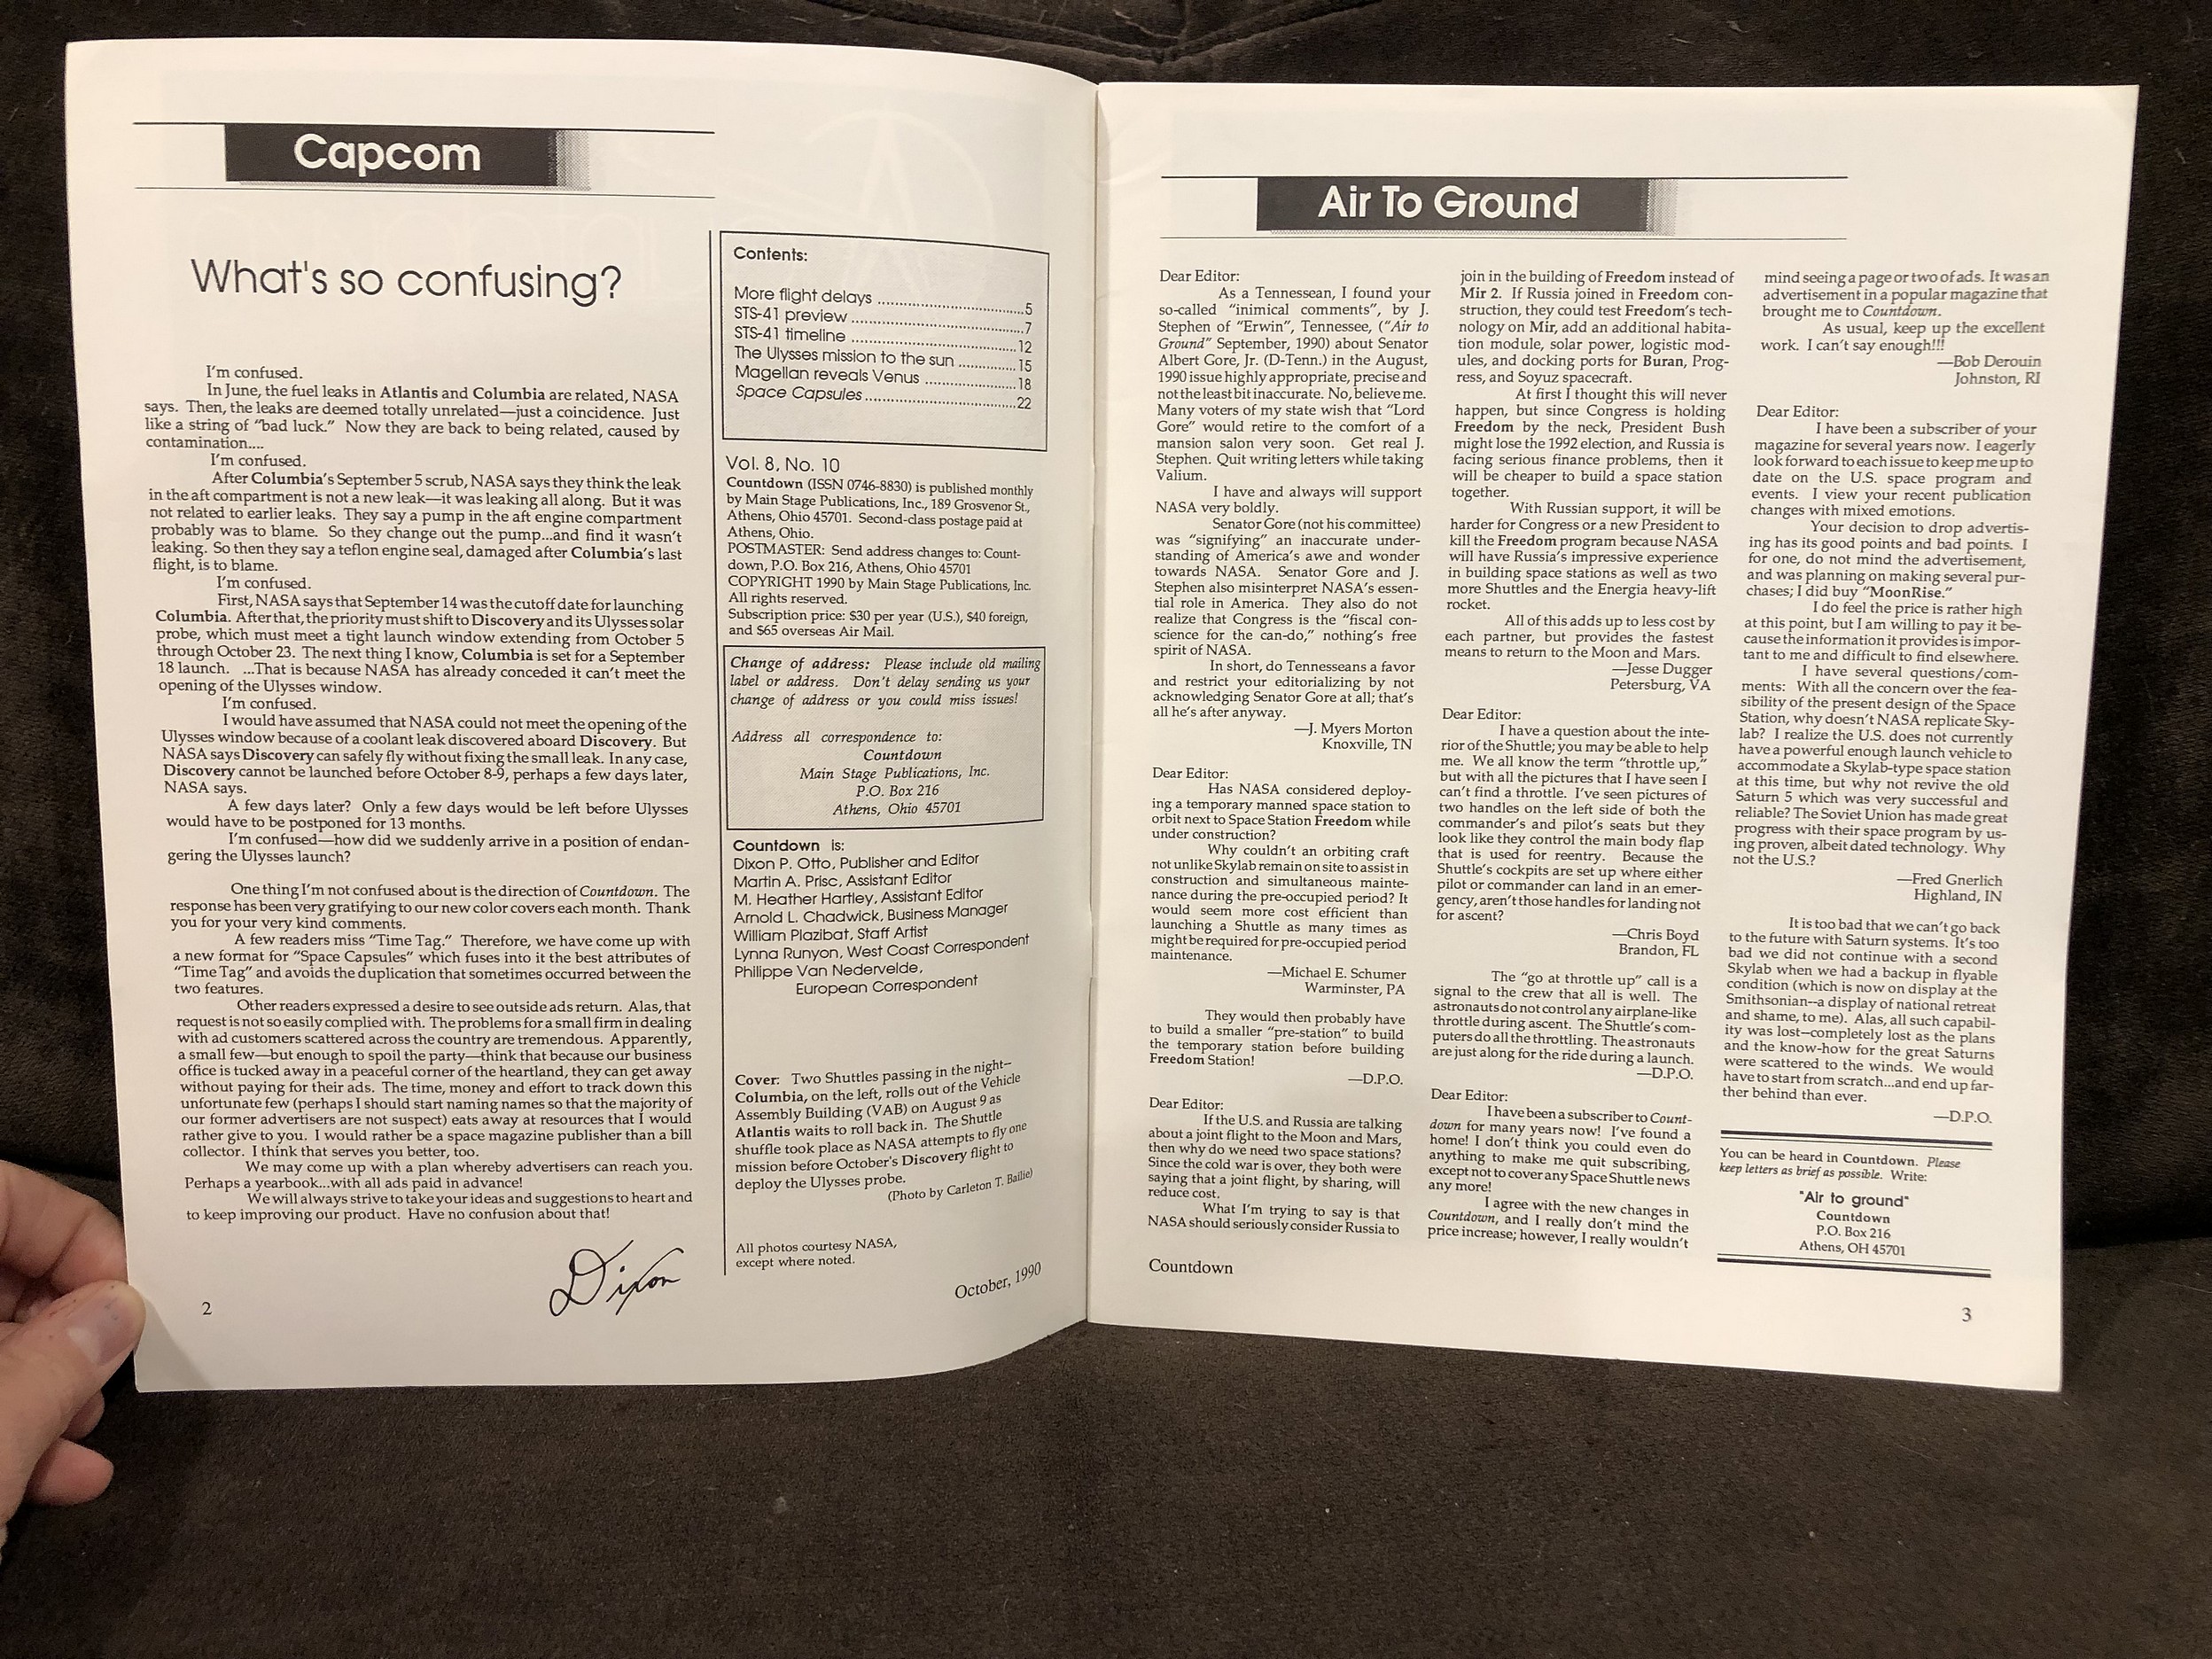 Capcom
What's so confusing?
I'm confused.
In June, the fuel leaks in Atlantis and Columbia are related, NASA
says. Then, the leaks are deemed totally unrelated—just a coincidence. Just
like a string of "bad luck." Now they are back to being related, caused by
contamination....
I'm confused.
After Columbia's September 5 scrub, NASA says they think the leak
in the aft compartment is not a new leak—it was leaking all along. But it was
not related to earlier leaks. They say a pump in the aft engine compartment
probably was to blame. So they change out the pump...and find it wasn't
leaking. So then they say a teflon engine seal, damaged after Columbia's last
flight, is to blame.
I'm confused.
First, NASA says that September 14 was the cutoff date for launching
Columbia. After that, the priority must shift to Discovery and its Ulysses solar
probe, which must meet a tight launch window extending from October 5
through October 23. The next thing I know, Columbia is set for a September
18 launch. ...That is because NASA has already conceded it can't meet the
opening of the Ulysses window.
I'm confused.
I would have assumed that NASA could not meet the opening of the
Ulysses window because of a coolant leak discovered aboard Discovery. But
NASA says Discovery can safely fly without fixing the small leak. In any case,
Discovery cannot be launched before October 8-9, perhaps a few days later,
NASA says.
A few days later? Only a few days would be left before Ulysses
would have to be postponed for 13 months.
I'm confused—how did we suddenly arrive in a position of endan-
gering the Ulysses launch?
One thing I'm not confused about is the direction of Countdown. The
response has been very gratifying to our new color covers each month. Thank
you for your very kind comments.
A few readers miss "Time Tag." Therefore, we have come up with
a new format for "Space Capsules" which fuses into it the best attributes of
"Time Tag" and avoids the duplication that sometimes occurred between the
two features.
Other readers expressed a desire to see outside ads return. Alas, that
request is not so easily complied with. The problems for a small firm in dealing
with ad customers scattered across the country are tremendous. Apparently,
a small few—but enough to spoil the party—think that because our business
office is tucked away in a peaceful corner of the heartland, they can get away
without paying for their ads. The time, money and effort to track down this
unfortunate few (perhaps I should start naming names so that the majority of
our former advertisers are not suspect) eats away at resources that I would
rather give to you. I would rather be a space magazine publisher than a bill
collector. I think that serves you better, too.
We may come up with a plan whereby advertisers can reach you.
Perhaps a yearbook...with all ads paid in advance!
We will always strive to take your ideas and suggestions to heart and
to keep improving our product. Have no confusion about that!
Dixon
2
Contents:
More flight delays ..............................5
STS-41 preview ...................................7
STS-41 timeline ...................................12
The Ulysses mission to the sun ..............15
Magellan reveals Venus .....................18
Space Capsules...............................22
Vol. 8, No. 10
Countdown (ISSN 0746-8830) is published monthly
by Main Stage Publications, Inc., 189 Grosvenor St.,
Athens, Ohio 45701. Second-class postage paid at
Athens, Ohio.
POSTMASTER: Send address changes to: Count-
down, P.O. Box 216, Athens, Ohio 45701
COPYRIGHT 1990 by Main Stage Publications, Inc.
All rights reserved.
Subscription price: $30 per year (U.S.), $40 foreign,
and $65 overseas Air Mail.
Change of address: Please include old mailing
label or address. Don't delay sending us your
change of address or you could miss issues!
Address all correspondence to:
Countdown
Main Stage Publications, Inc.
P.O. Box 216
Athens, Ohio 45701
Countdown is:
Dixon P. Otto, Publisher and Editor
Martin A. Prisc, Assistant Editor
M. Heather Hartley, Assistant Editor
Arnold L. Chadwick, Business Manager
William Plazibat, Staff Artist
Lynna Runyon, West Coast Correspondent
Philippe Van Nedervelde,
European Correspondent
Cover: Two Shuttles passing in the night—
Columbia, on the left, rolls out of the Vehicle
Assembly Building (VAB) on August 9 as
Atlantis waits to roll back in. The Shuttle
shuffle took place as NASA attempts to fly one
mission before October's Discovery flight to
deploy the Ulysses probe.
(Photo by Carleton T. Bailie)
All photos courtesy NASA,
except where noted.
October, 1990
Air To Ground
Dear Editor:
As a Tennessean, I found your
so-called "inimical comments", by J.
Stephen of "Erwin", Tennessee, ("Air to
Ground" September, 1990) about Senator
Albert Gore, Jr. (D-Tenn.) in the August,
1990 issue highly appropriate, precise and
not the least bit inaccurate. No, believe me.
Many voters of my state wish that "Lord
Gore" would retire to the comfort of a
mansion salon very soon. Get real J.
Stephen. Quit writing letters while taking
Valium.
I have and always will support
NASA very boldly.
Senator Gore (not his committee)
was "signifying" an inaccurate under-
standing of America's awe and wonder
towards NASA. Senator Gore and J.
Stephen also misinterpret NASA's essen-
tial role in America. They also do not
realize that Congress is the "fiscal con-
science for the can-do," nothing's free
spirit of NASA.
In short, do Tennesseans a favor
and restrict your editorializing by not
acknowledging Senator Gore at all; that's
all he's after anyway.
—J. Myers Morton
Knoxville, TN
Dear Editor:
Has NASA considered deploy-
ing a temporary manned space station to
orbit next to Space Station Freedom while
under construction?
Why couldn't an orbiting craft
not unlike Skylab remain on site to assist in
construction and simultaneous mainte-
nance during the pre-occupied period? It
would seem more cost efficient than
launching a Shuttle as many times as
might be required for pre-occupied period
maintenance.
—Michael E. Schumer
Warminster, PA
They would then probably have
to build a smaller "pre-station" to build
the temporary station before building
Freedom Station!
—D.P.O.
Dear Editor:
If the U.S. and Russia are talking
about a joint flight to the Moon and Mars,
then why do we need two space stations?
Since the cold war is over, they both were
saying that a joint flight, by sharing, will
reduce cost.
What I'm trying to say is that
NASA should seriously consider Russia to
Countdown
join in the building of Freedom instead of
Mir 2. If Russia joined in Freedom con-
struction, they could test Freedom's tech-
nology on Mir, add an additional habita-
tion module, solar power, logistic mod-
ules, and docking ports for Buran, Prog-
ress, and Soyuz spacecraft.
At first I thought this will never
happen, but since Congress is holding
Freedom by the neck, President Bush
might lose the 1992 election, and Russia is
facing serious finance problems, then it
will be cheaper to build a space station
together.
With Russian support, it will be
harder for Congress or a new President to
kill the Freedom program because NASA
will have Russia's impressive experience
in building space stations as well as two
more Shuttles and the Energia heavy-lift
rocket.
All of this adds up to less cost by
each partner, but provides the fastest
means to return to the Moon and Mars.
—Jesse Dugger
Petersburg, VA
Dear Editor:
I have a question about the inte-
rior of the Shuttle; you may be able to help
me. We all know the term "throttle up,"
but with all the pictures that I have seen I
can't find a throttle. I've seen pictures of
two handles on the left side of both the
commander's and pilot's seats but they
look like they control the main body flap
that is used for reentry. Because the
Shuttle's cockpits are set up where either
pilot or commander can land in an emer-
gency, aren't those handles for landing not
for ascent?
—Chris Boyd
Brandon, FL
The "go at throttle up" call is a
signal to the crew that all is well. The
astronauts do not control any airplane-like
throttle during ascent. The Shuttle's com-
puters do all the throttling. The astronauts
are just along for the ride during a launch.
—D.P.O.
Dear Editor:
I have been a subscriber to Count-
down for many years now! I've found a
home! I don't think you could even do
anything to make me quit subscribing,
except not to cover any Space Shuttle news
any more!
I agree with the new changes in
Countdown, and I really don't mind the
price increase; however, I really wouldn't
mind seeing a page or two of ads. It was an
advertisement in a popular magazine that
brought me to Countdown.
As usual, keep up the excellent
work. I can't say enough!!!
—Bob Derouin
Johnston, RI
Dear Editor:
I have been a subscriber of your
magazine for several years now. I eagerly
look forward to each issue to keep me up to
date on the U.S. space program and
events. I view your recent publication
changes with mixed emotions.
Your decision to drop advertis-
ing has its good points and bad points. I
for one, do not mind the advertisement,
and was planning on making several pur-
chases; I did buy "MoonRise."
I do feel the price is rather high
at this point, but I am willing to pay it be-
cause the information it provides is impor-
tant to me and difficult to find elsewhere.
I have several questions/com-
ments: With all the concern over the fea-
sibility of the present design of the Space
Station, why doesn't NASA replicate Sky-
lab? I realize the U.S. does not currently
have a powerful enough launch vehicle to
accommodate a Skylab-type space station
at this time, but why not revive the old
Saturn 5 which was very successful and
reliable? The Soviet Union has made great
progress with their space program by us-
ing proven, albeit dated technology. Why
not the U.S.?
—Fred Gnerlich
Highland, IN
It is too bad that we can't go back
to the future with Saturn systems. It's too
bad we did not continue with a second
Skylab when we had a backup in flyable
condition (which is now on display at the
Smithsonian--a display of national retreat
and shame, to me). Alas, all such capabil-
ity was lost—completely lost as the plans
and the know-how for the great Saturns
were scattered to the winds. We would
have to start from scratch...and end up far-
ther behind than ever.
—D.P.O.
You can be heard in Countdown. Please
keep letters as brief as possible. Write:
"Air to ground"
Countdown
P.O. Box 216
Athens, OH 45701
3